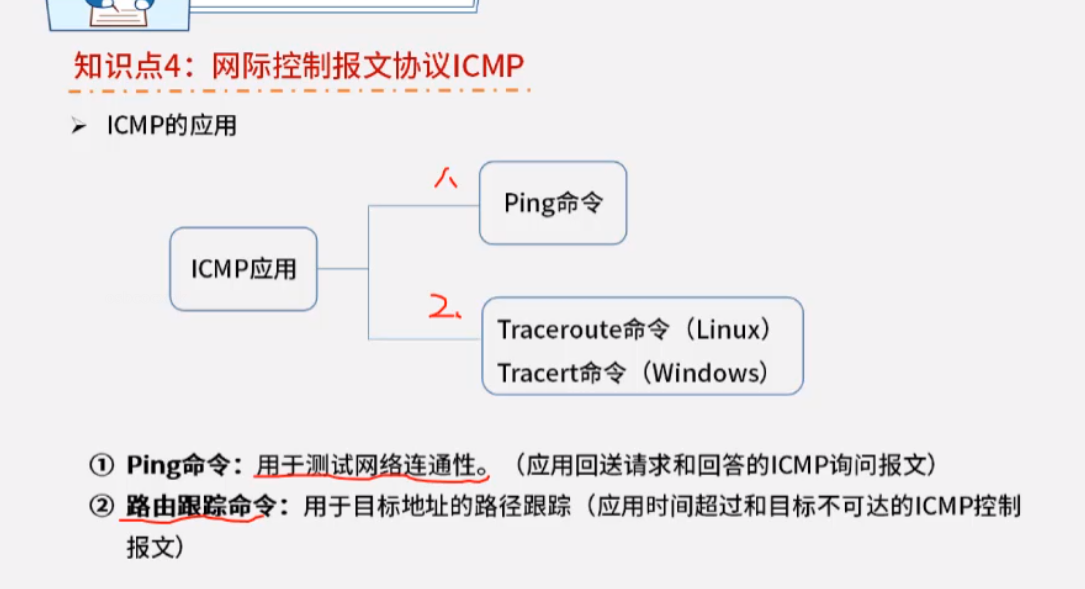 知识点4：网际控制报文协议ICMP
➢ ICMP的应用
1、
Ping命令
ICMP应用
2、
Traceroute命令（Linux）
Tracert命令（Windows）
① Ping命令：用于测试网络连通性。（应用回送请求和回答的ICMP询问报文）
② 路由跟踪命令：用于目标地址的路径跟踪（应用时间超过和目标不可达的ICMP控制
报文）